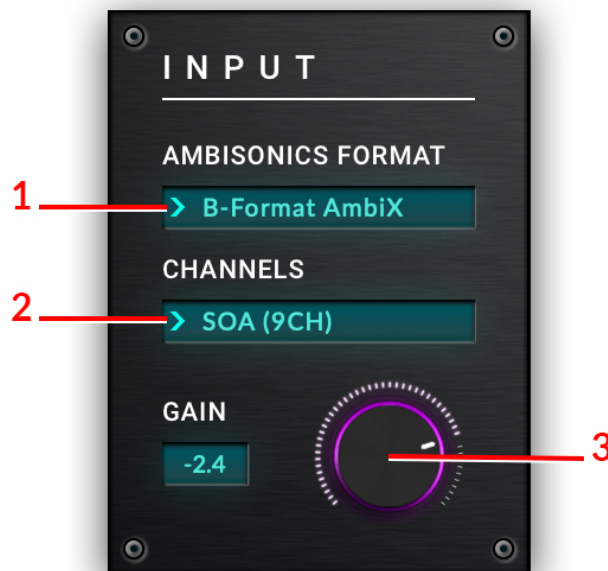 INPUT
AMBISONICS FORMAT
1
B-Format AmbiX
CHANNELS
2
SOA (9CH)
GAIN
3
-2.4